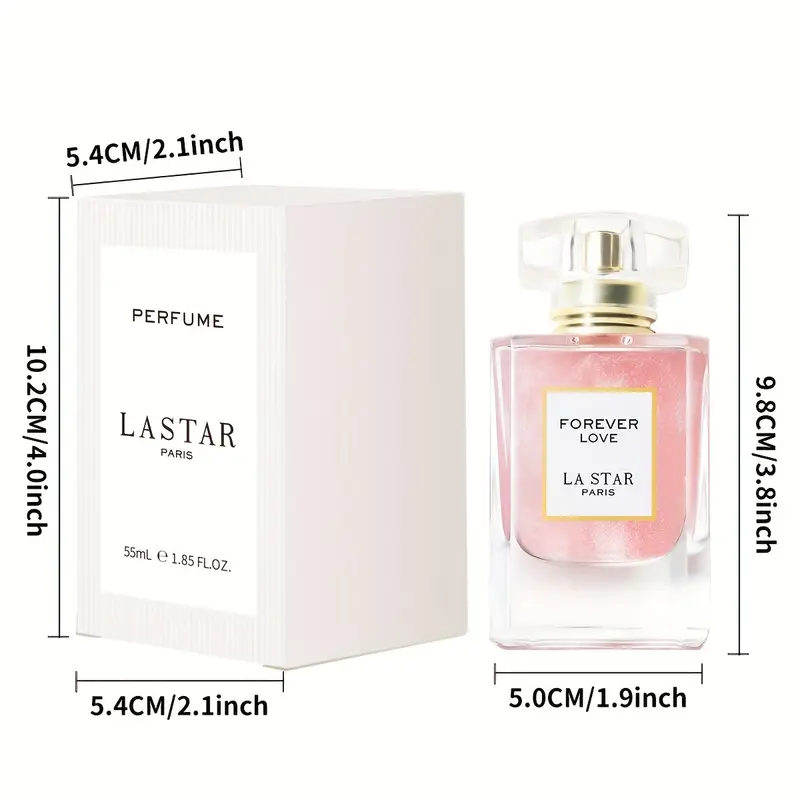 5.4CM/2.1inch
10.2CM/4.0inch
PERFUME
LASTAR
PARIS
55mL ℮ 1.85 FL.OZ.
5.4CM/2.1inch
FOREVER
LOVE
LA STAR
PARIS
9.8CM/3.8inch
5.0CM/1.9inch